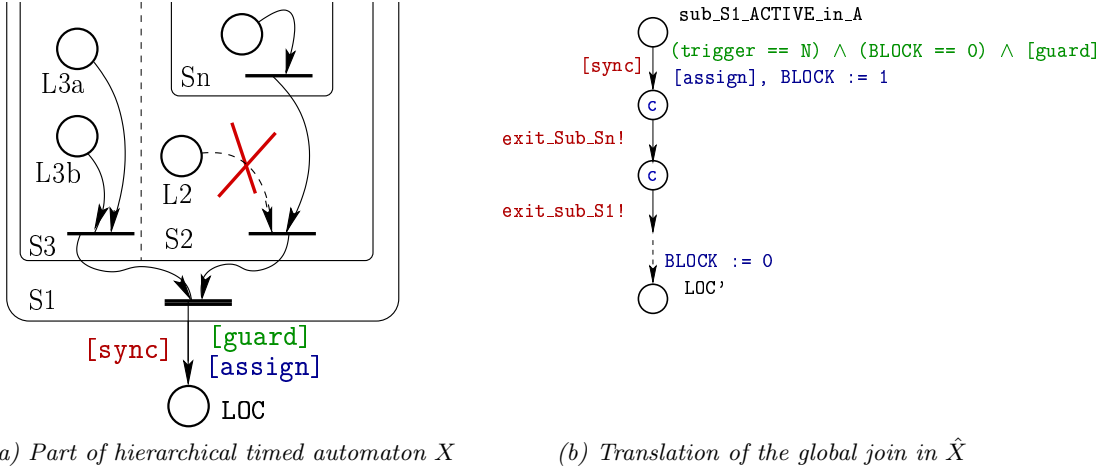 L3a
Sn
L3b
L2
S3
S2
S1
[sync]
[guard]
[assign]
LOC
a) Part of hierarchical timed automaton X
sub_S1_ACTIVE_in_A
(trigger == N) ∧ (BLOCK == 0) ∧ [guard]
[sync]
[assign], BLOCK := 1
c
exit_Sub_Sn!
c
exit_sub_S1!
BLOCK := 0
LOC'
(b) Translation of the global join in X̂